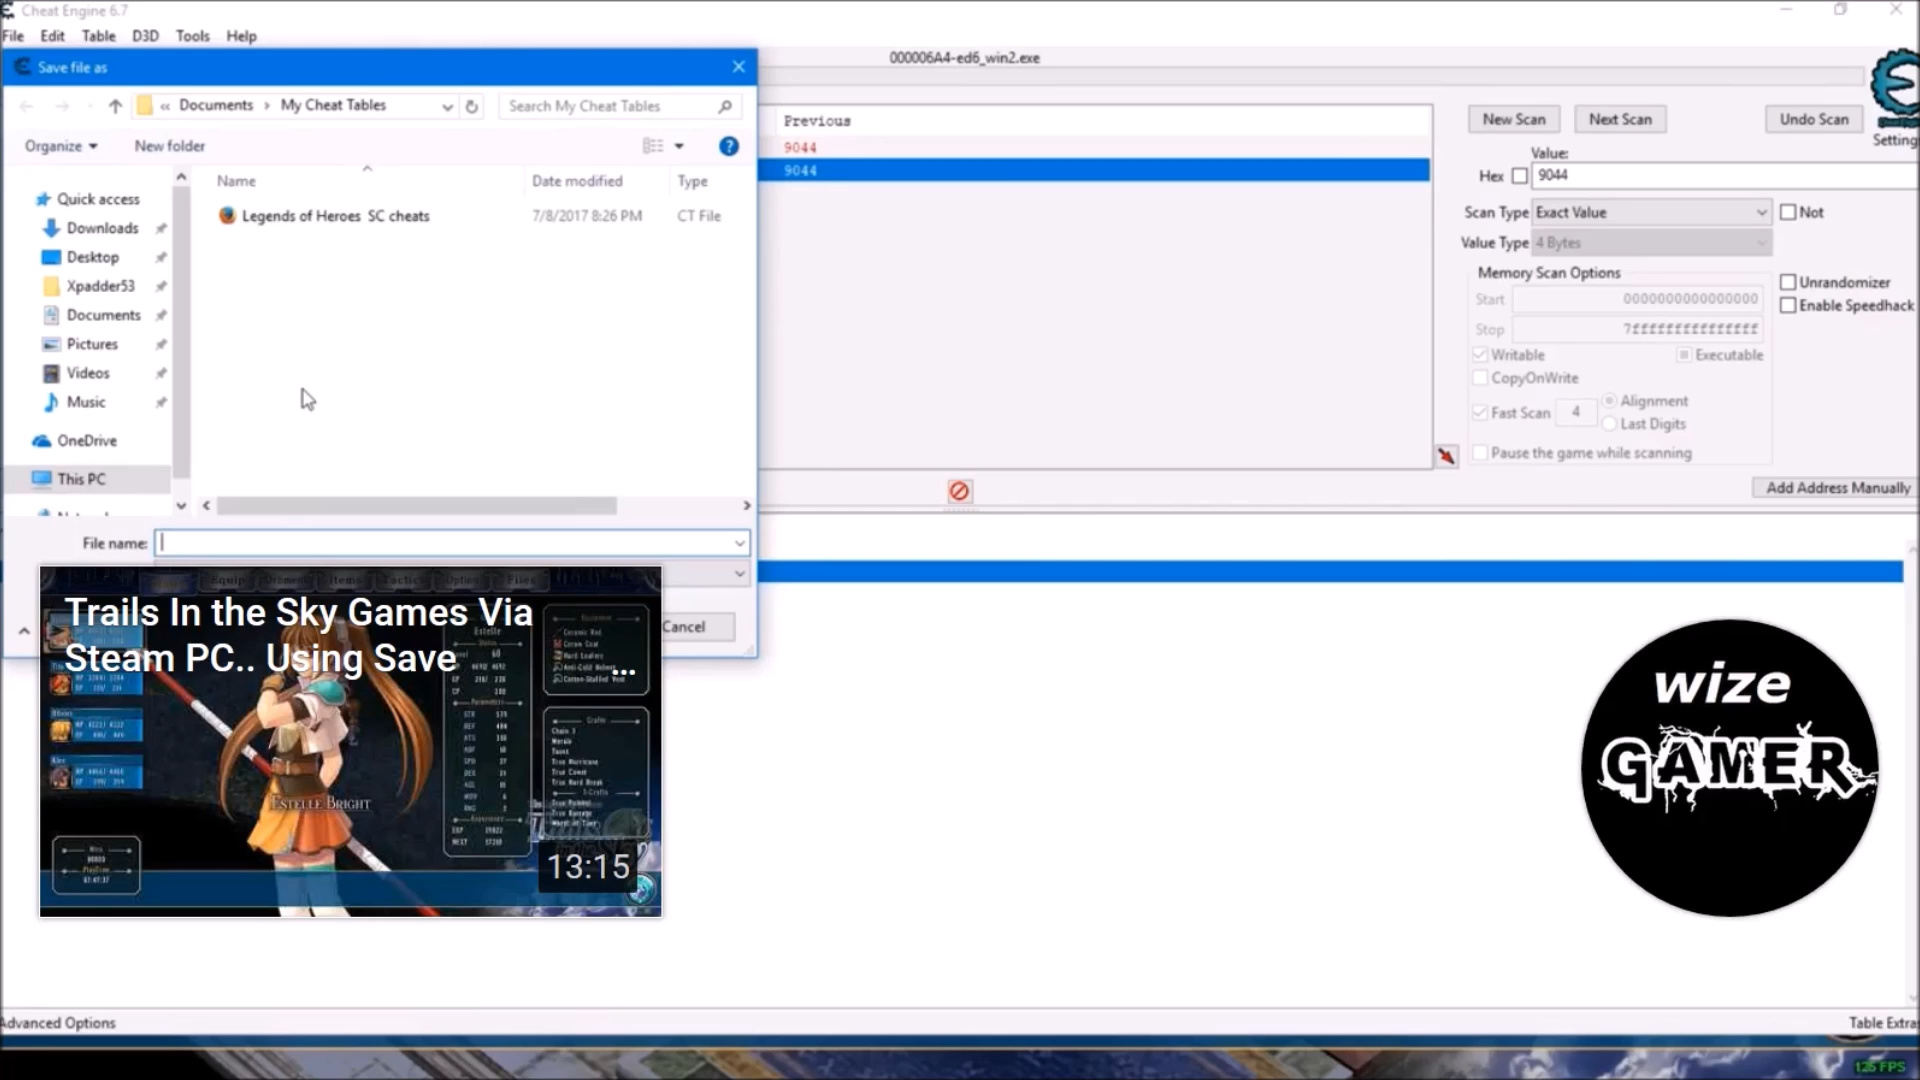 Cheat Engine 6.7
File Edit Table D3D Tools Help
000006A4-ed6_win2.exe
Save file as
« Documents › My Cheat Tables
Search My Cheat Tables
Organize
New folder
Name
Date modified
Type
Legends of Heroes SC cheats
7/8/2017 8:26 PM
CT File
Quick access
Downloads
Desktop
Xpadder53
Documents
Pictures
Videos
Music
OneDrive
This PC
File name:
Cancel
Previous
9044
9044
New Scan
Next Scan
Undo Scan
Setting
Value:
Hex
9044
Scan Type
Exact Value
Not
Value Type
4 Bytes
Memory Scan Options
Start
0000000000000000
Stop
7fffffffffffffff
Unrandomizer
Enable Speedhack
Writable
Executable
CopyOnWrite
Fast Scan
4
Alignment
Last Digits
Pause the game while scanning
Add Address Manually
Trails In the Sky Games Via
Steam PC.. Using Save
...
Estelle
ESTELLE BRIGHT
13:15
wize
GAMER
Advanced Options
Table Extras
125 FPS